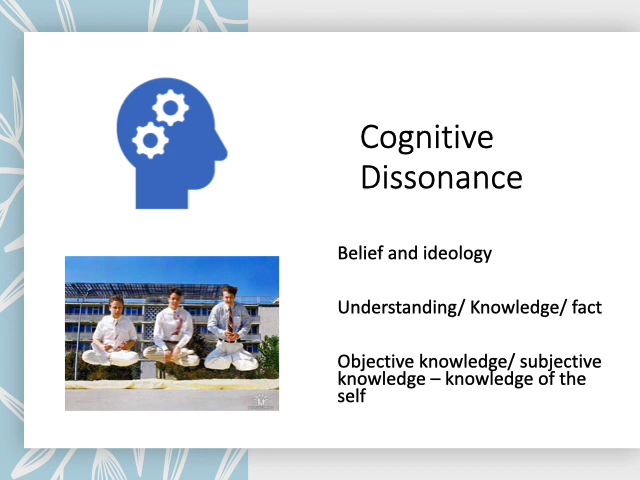 Cognitive
Dissonance
Belief and ideology
Understanding/ Knowledge/ fact
Objective knowledge/ subjective
knowledge – knowledge of the
self